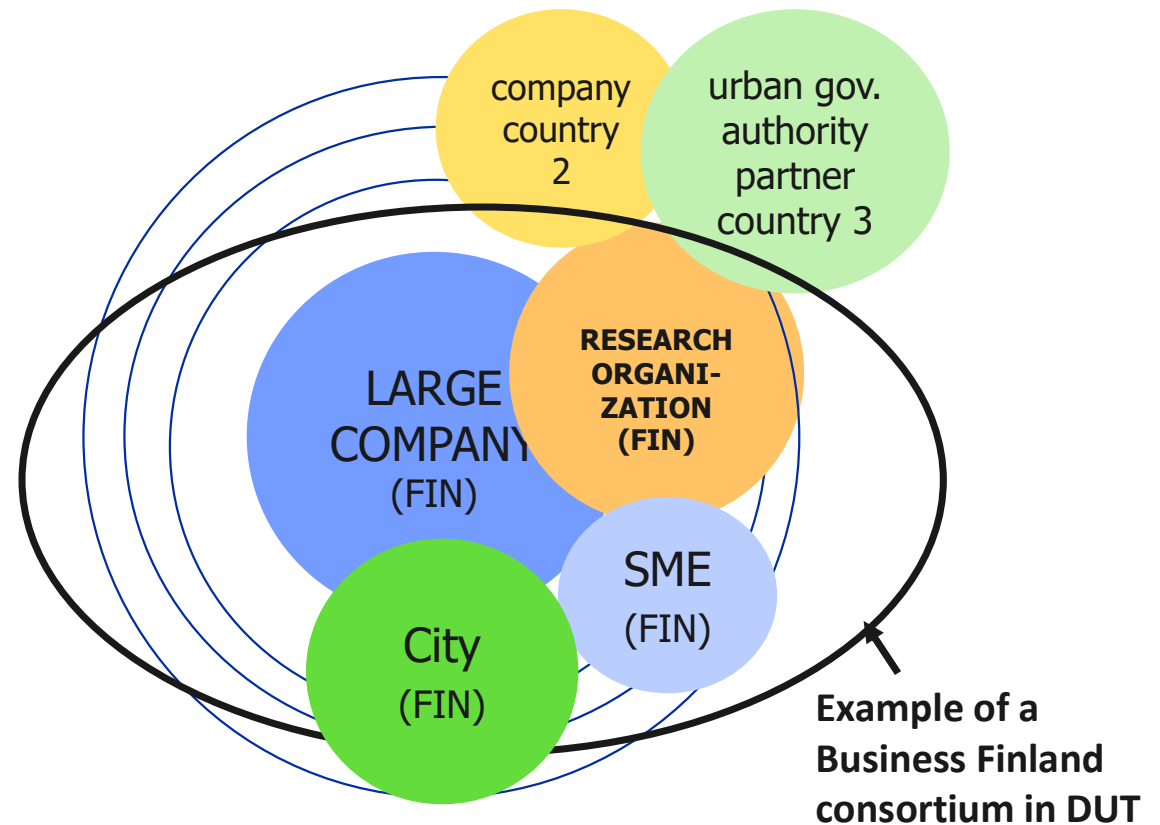 company
country
2
urban gov.
authority
partner
country 3
LARGE
COMPANY
(FIN)
RESEARCH
ORGANI-
ZATION
(FIN)
SME
(FIN)
City
(FIN)
Example of a
Business Finland
consortium in DUT